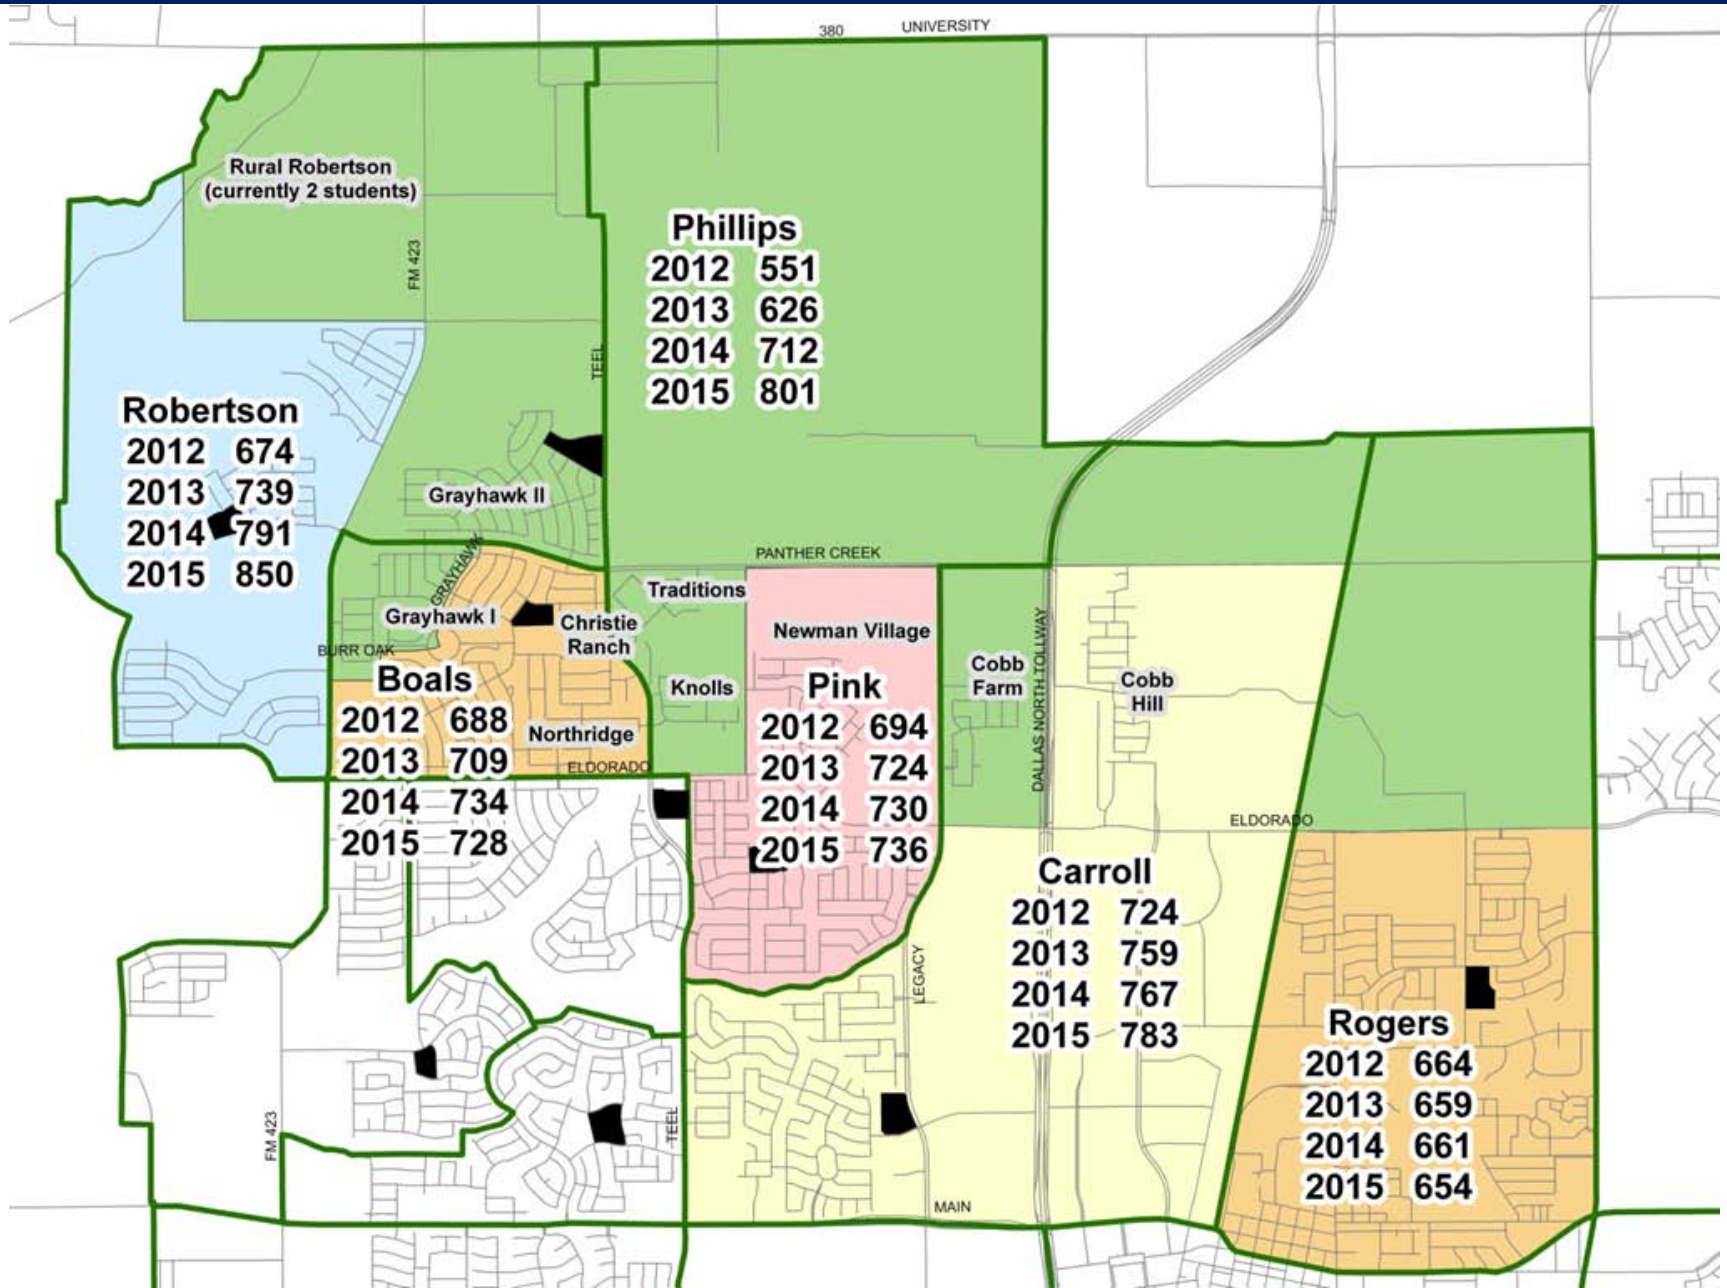 380 UNIVERSITY
Rural Robertson
(currently 2 students)
FM 423
TEEL
Phillips
2012 551
2013 626
2014 712
2015 801
Robertson
2012 674
2013 739
2014 791
2015 850
Grayhawk II
PANTHER CREEK
GRAYHAWK
Grayhawk I
Christie
Ranch
BURR OAK
Traditions
Knolls
Newman Village
Boals
2012 688
2013 709
2014 734
2015 728
Northridge
ELDORADO
Pink
2012 694
2013 724
2014 730
2015 736
Cobb
Farm
DALLAS NORTH TOLLWAY
Cobb
Hill
ELDORADO
Carroll
2012 724
2013 759
2014 767
2015 783
LEGACY
Rogers
2012 664
2013 659
2014 661
2015 654
FM 423
TEEL
MAIN